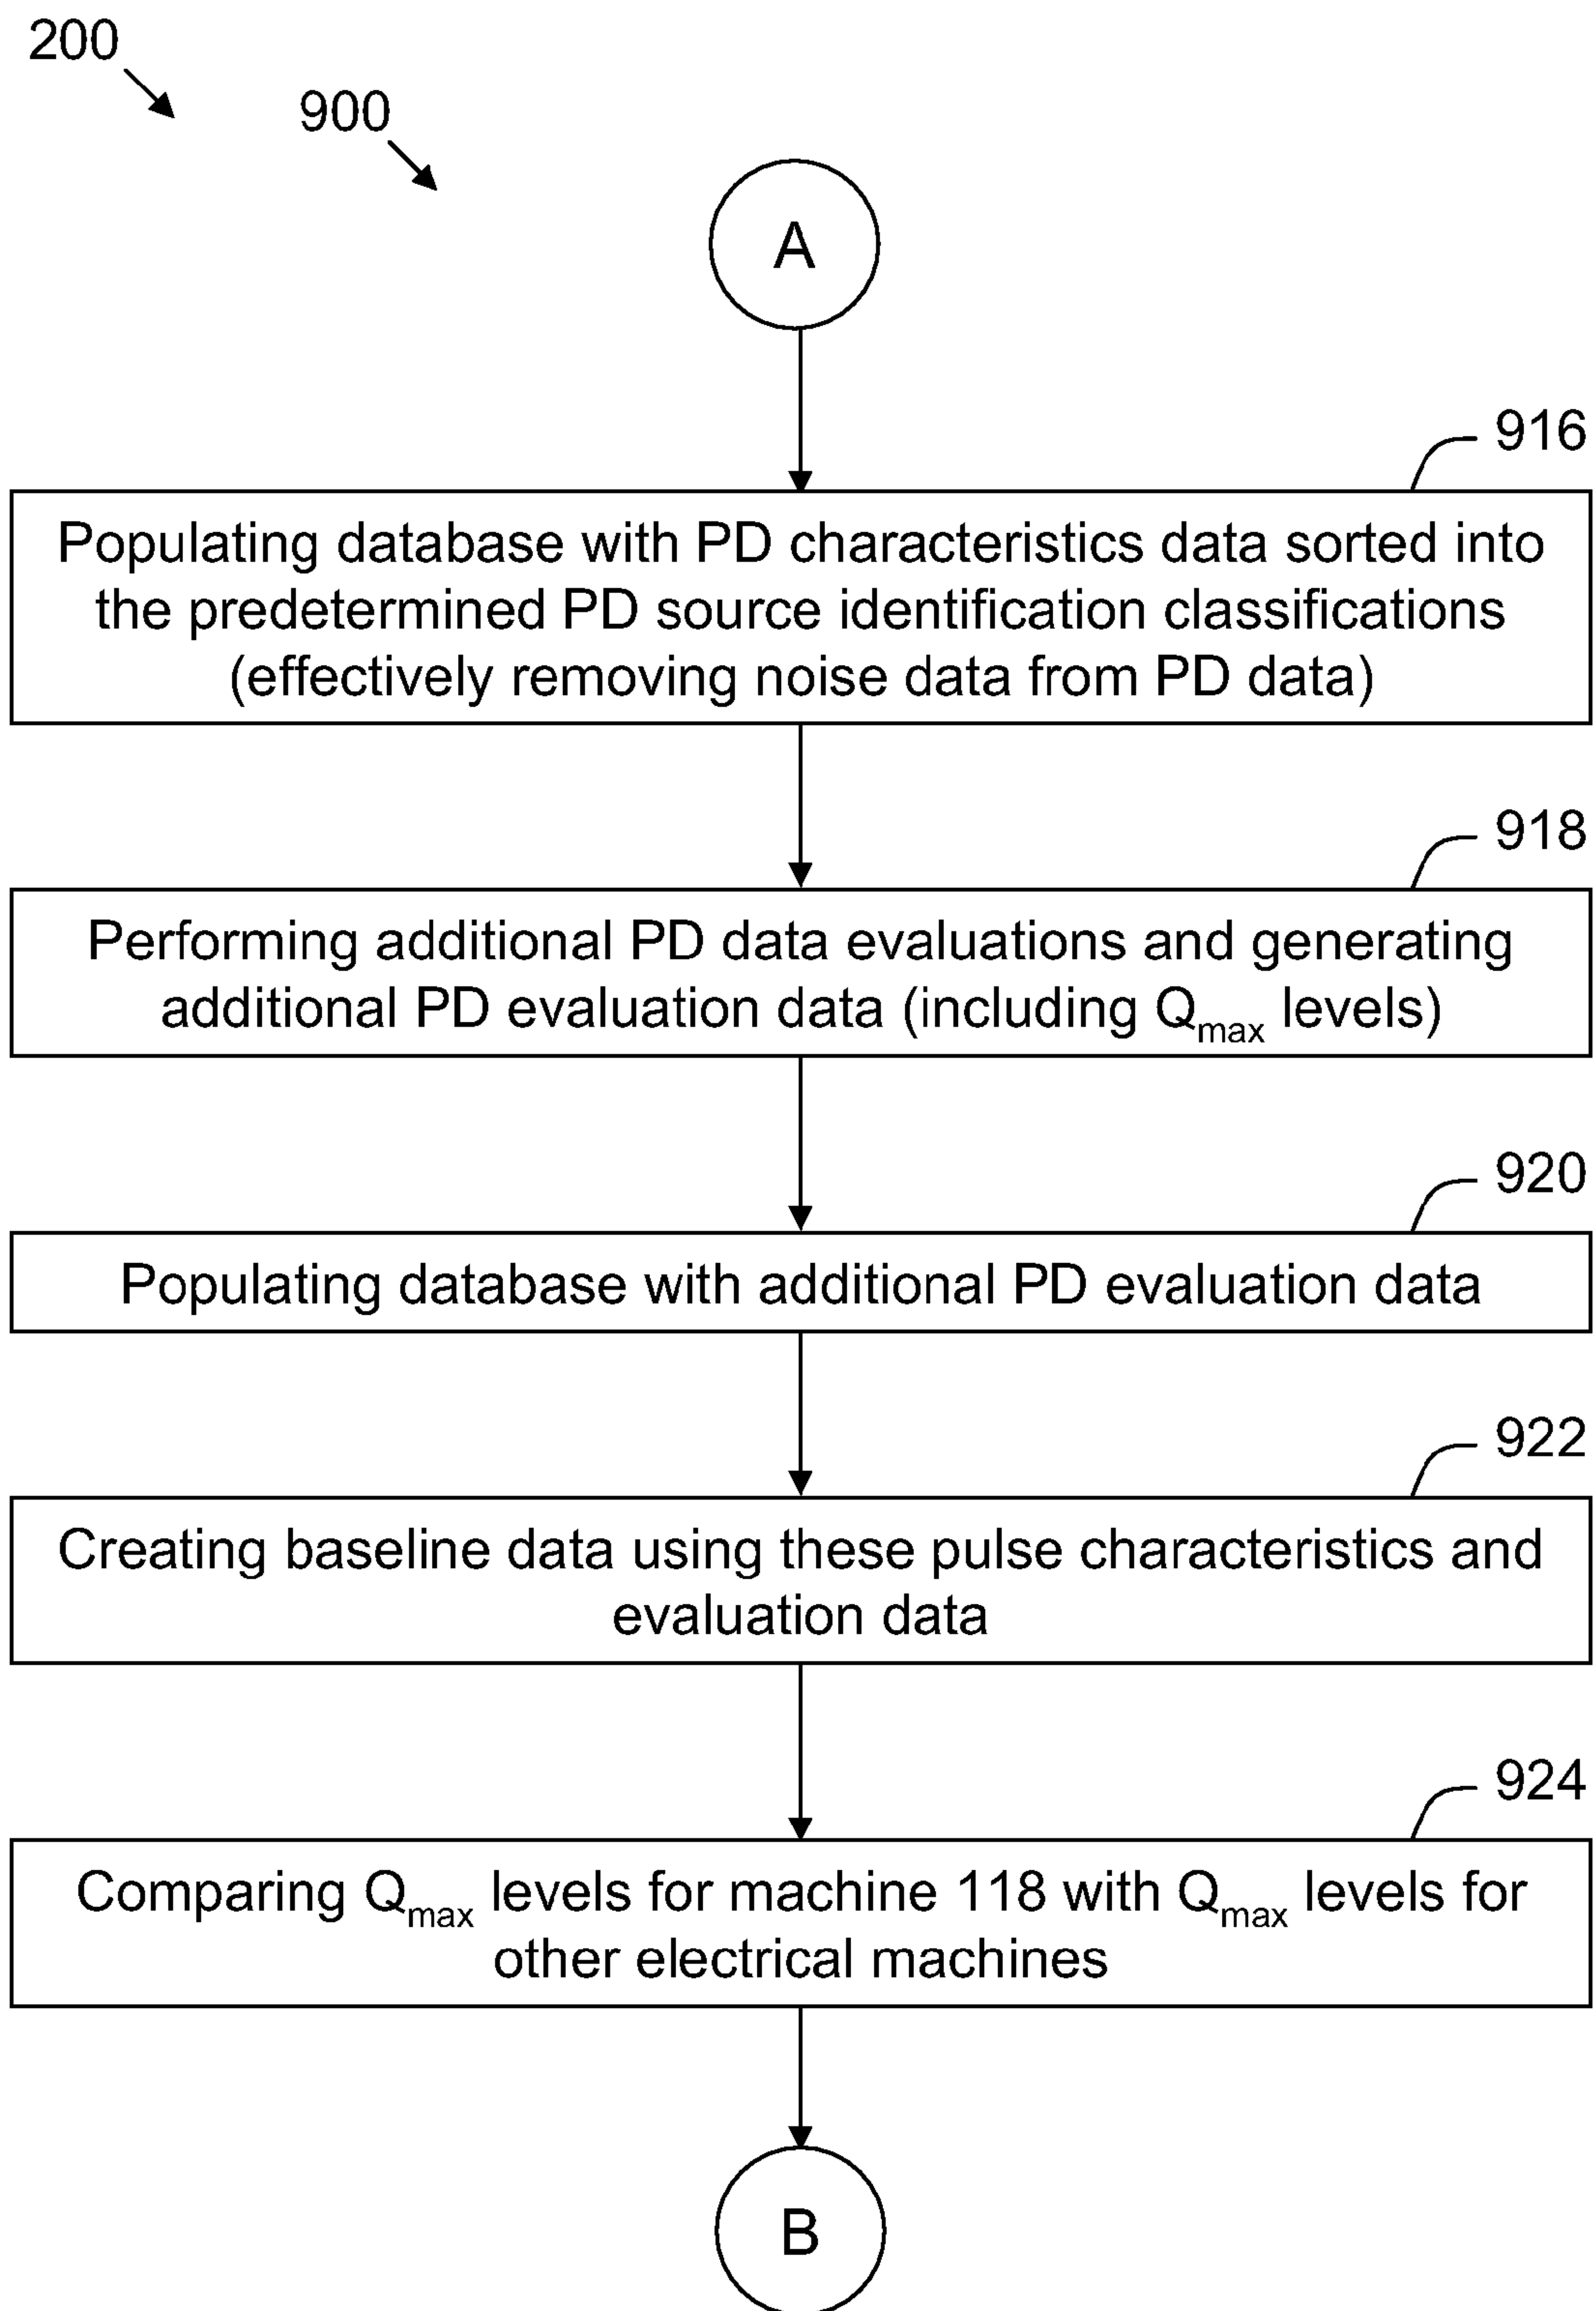 200
900
A
916
Populating database with PD characteristics data sorted into
the predetermined PD source identification classifications
(effectively removing noise data from PD data)
918
Performing additional PD data evaluations and generating
additional PD evaluation data (including Qmax levels)
920
Populating database with additional PD evaluation data
922
Creating baseline data using these pulse characteristics and
evaluation data
924
Comparing Qmax levels for machine 118 with Qmax levels for
other electrical machines
B